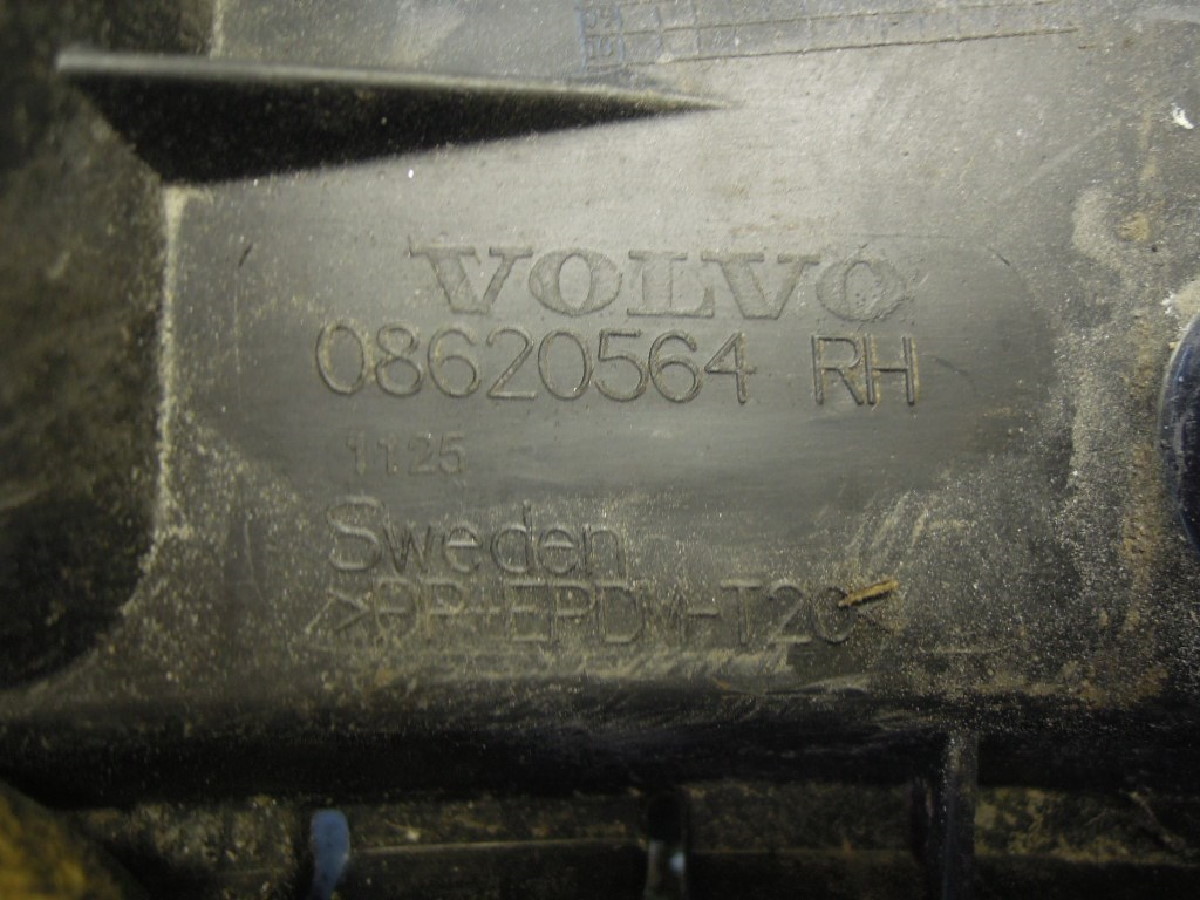 VOLVO
08620564 RH
1125
Sweden
>PP+EPDM-T20<